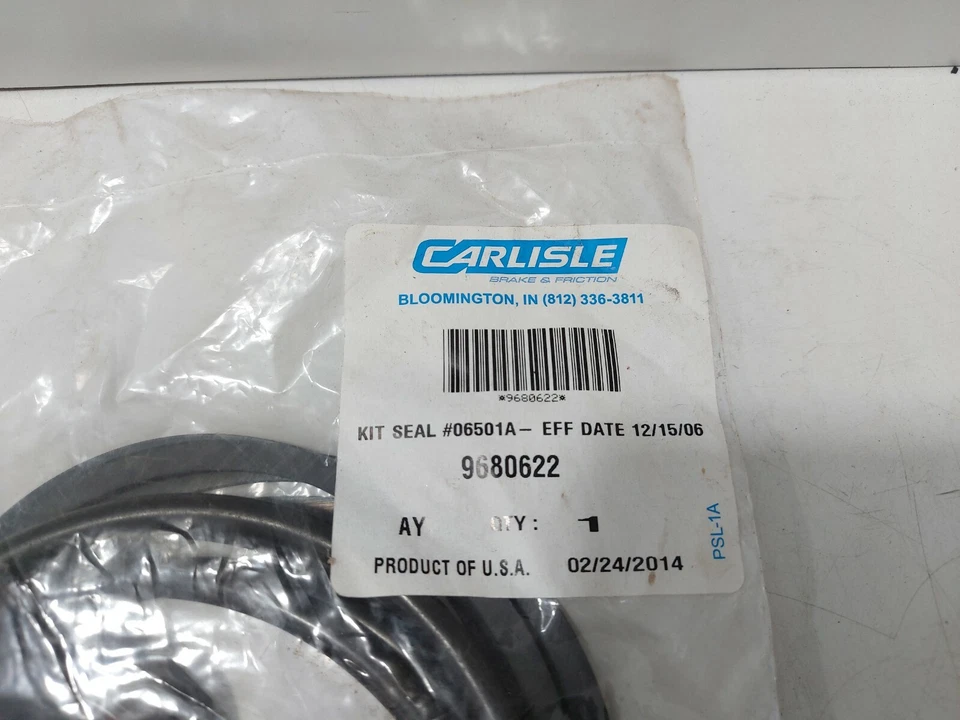 CARLISLE
BRAKE & FRICTION
BLOOMINGTON, IN (812) 336-3811
*9680622*
KIT SEAL #06501A- EFF DATE 12/15/06
9680622
AY QTY: 1
PRODUCT OF U.S.A. 02/24/2014
PSL-1A